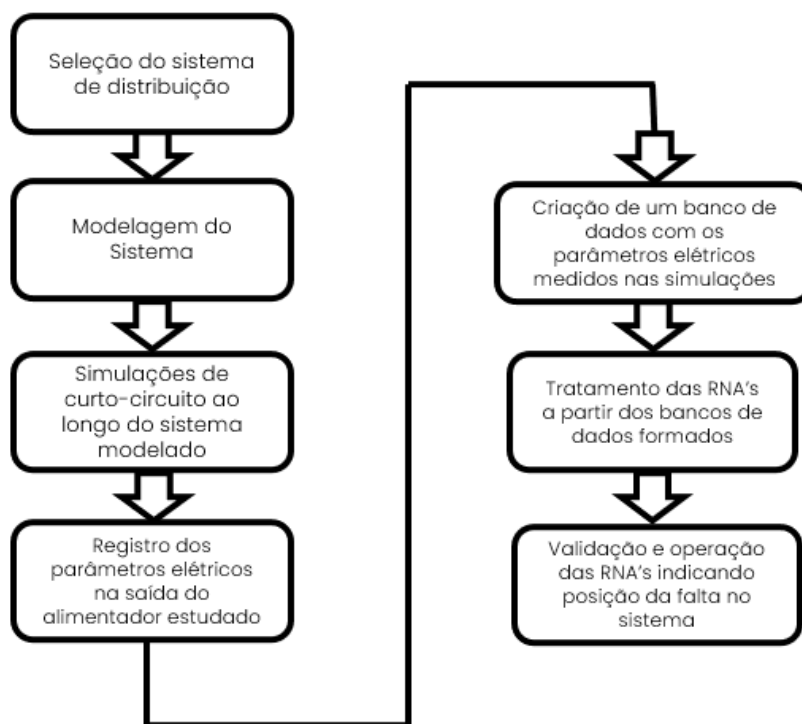 Seleção do sistema
de distribuição
Modelagem do
Sistema
Simulações de
curto-circuito ao
longo do sistema
modelado
Registro dos
parâmetros elétricos
na saída do
alimentador estudado
Criação de um banco de
dados com os
parâmetros elétricos
medidos nas simulações
Tratamento das RNA's
a partir dos bancos de
dados formados
Validação e operação
das RNA's indicando
posição da falta no
sistema